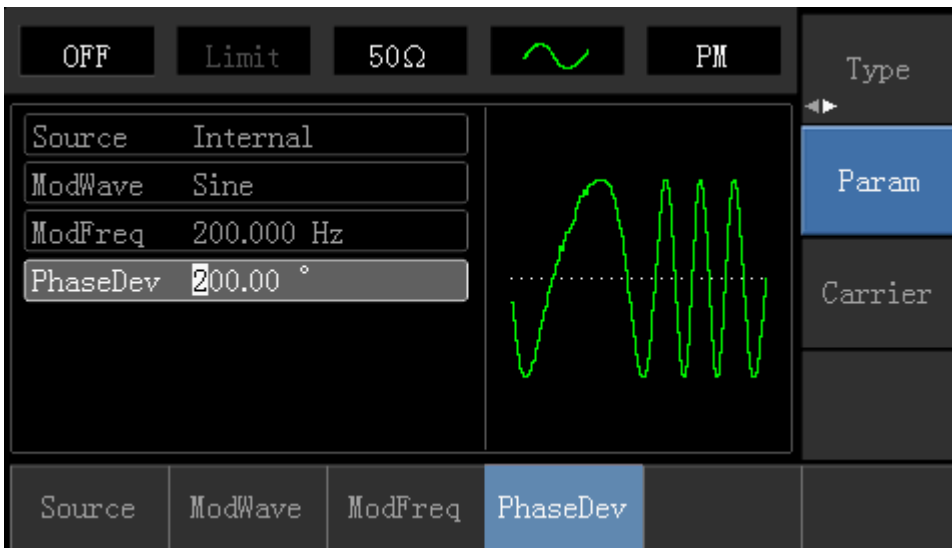 OFF Limit 50Ω PM
Type
Source Internal
ModWave Sine
ModFreq 200.000 Hz
PhaseDev 200.00 °
Param
Carrier
Source ModWave ModFreq PhaseDev